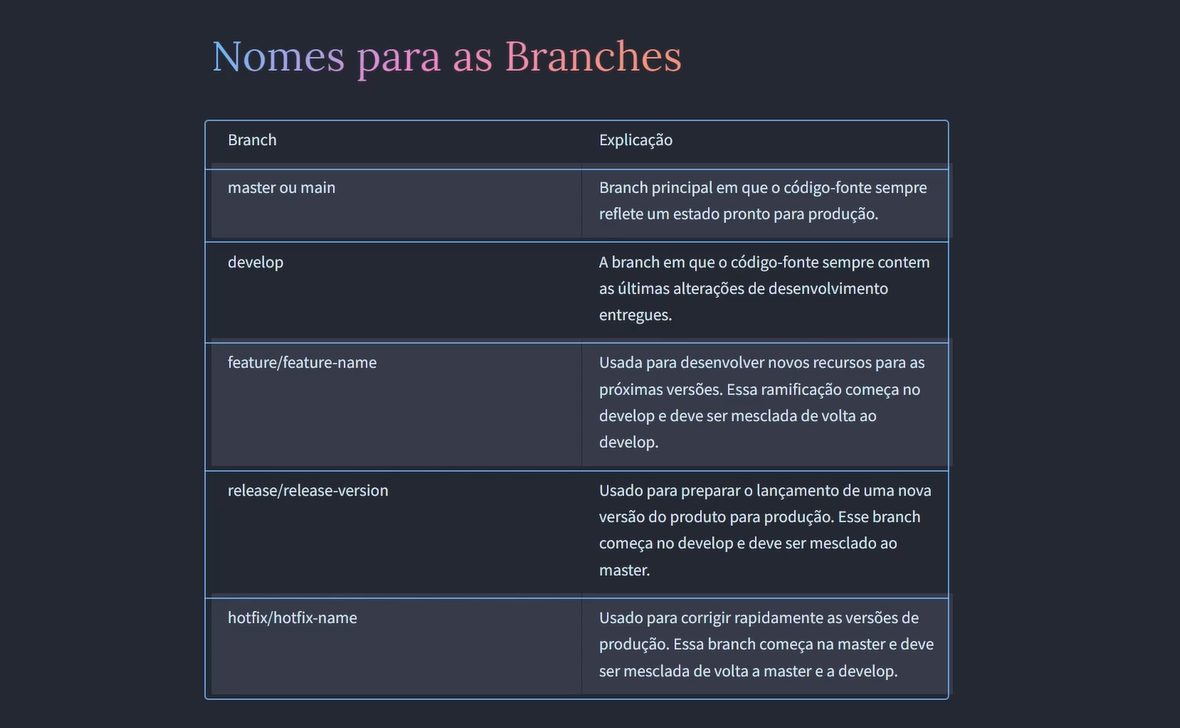 Nomes para as Branches
Branch
Explicação
master ou main
Branch principal em que o código-fonte sempre
reflete um estado pronto para produção.
develop
A branch em que o código-fonte sempre contem
as últimas alterações de desenvolvimento
entregues.
feature/feature-name
Usada para desenvolver novos recursos para as
próximas versões. Essa ramificação começa no
develop e deve ser mesclada de volta ao
develop.
release/release-version
Usado para preparar o lançamento de uma nova
versão do produto para produção. Esse branch
começa no develop e deve ser mesclado ao
master.
hotfix/hotfix-name
Usado para corrigir rapidamente as versões de
produção. Essa branch começa na master e deve
ser mesclada de volta a master e a develop.